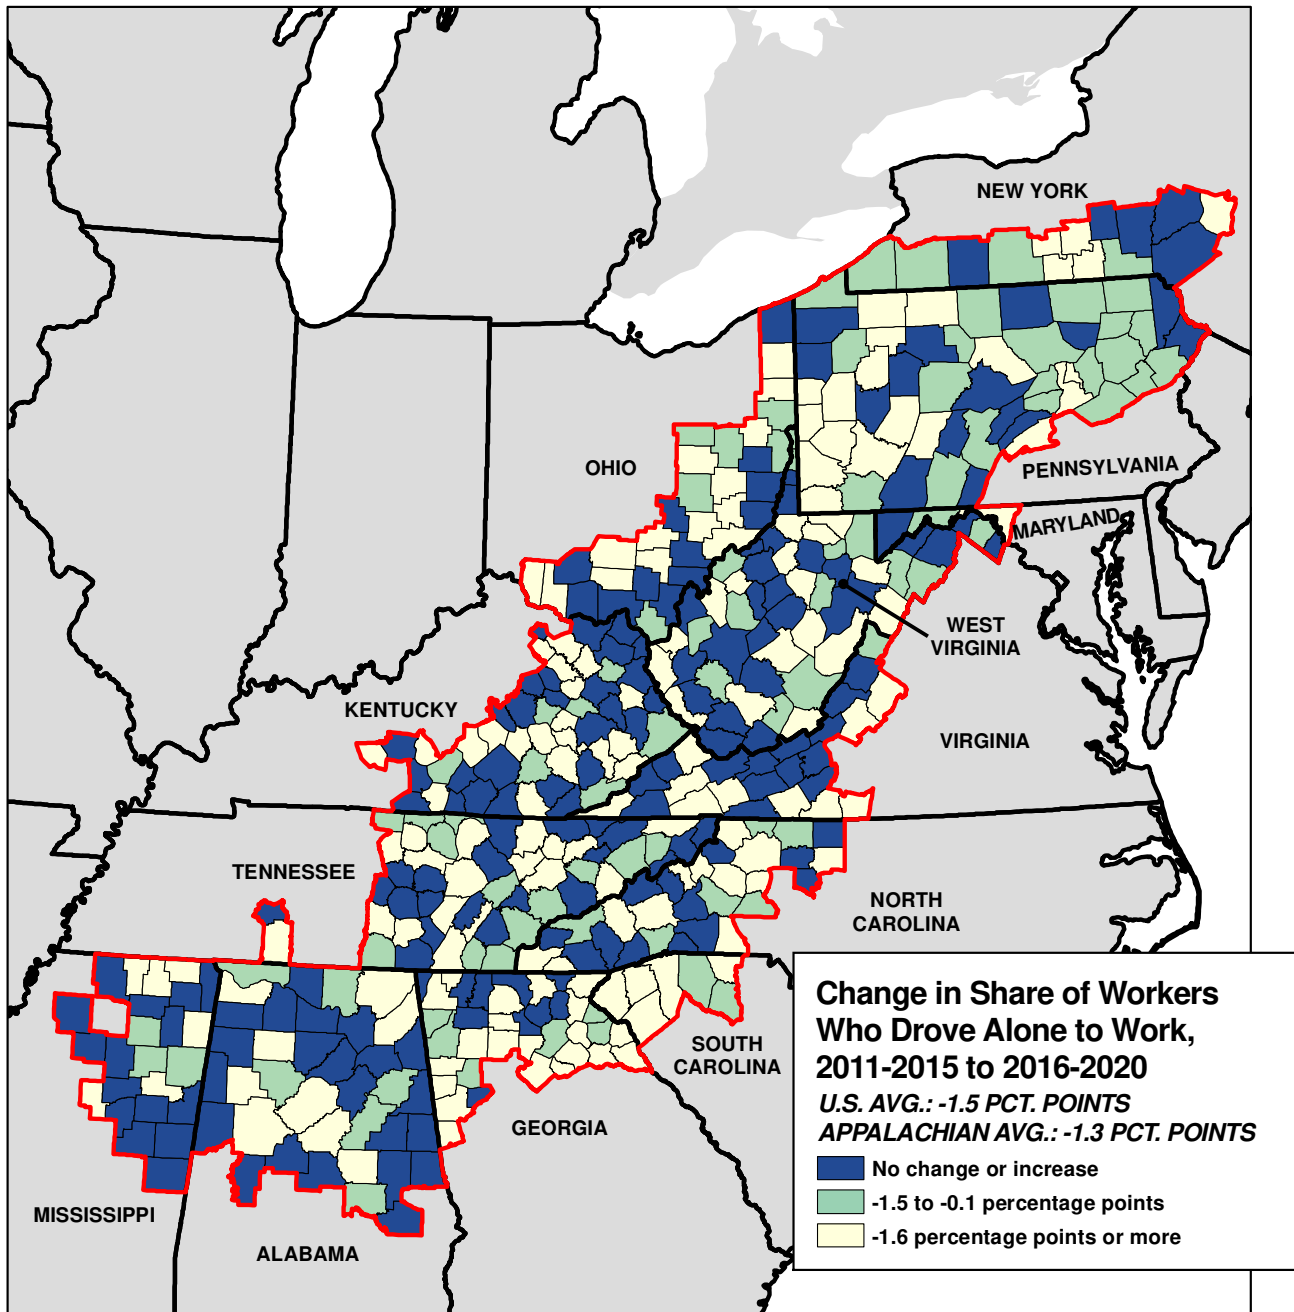 NEW YORK
OHIO
PENNSYLVANIA
MARYLAND
WEST
VIRGINIA
KENTUCKY
VIRGINIA
TENNESSEE
NORTH
CAROLINA
SOUTH
CAROLINA
GEORGIA
MISSISSIPPI
ALABAMA
Change in Share of Workers
Who Drove Alone to Work,
2011-2015 to 2016-2020
U.S. AVG.: -1.5 PCT. POINTS
APPALACHIAN AVG.: -1.3 PCT. POINTS
No change or increase
-1.5 to -0.1 percentage points
-1.6 percentage points or more